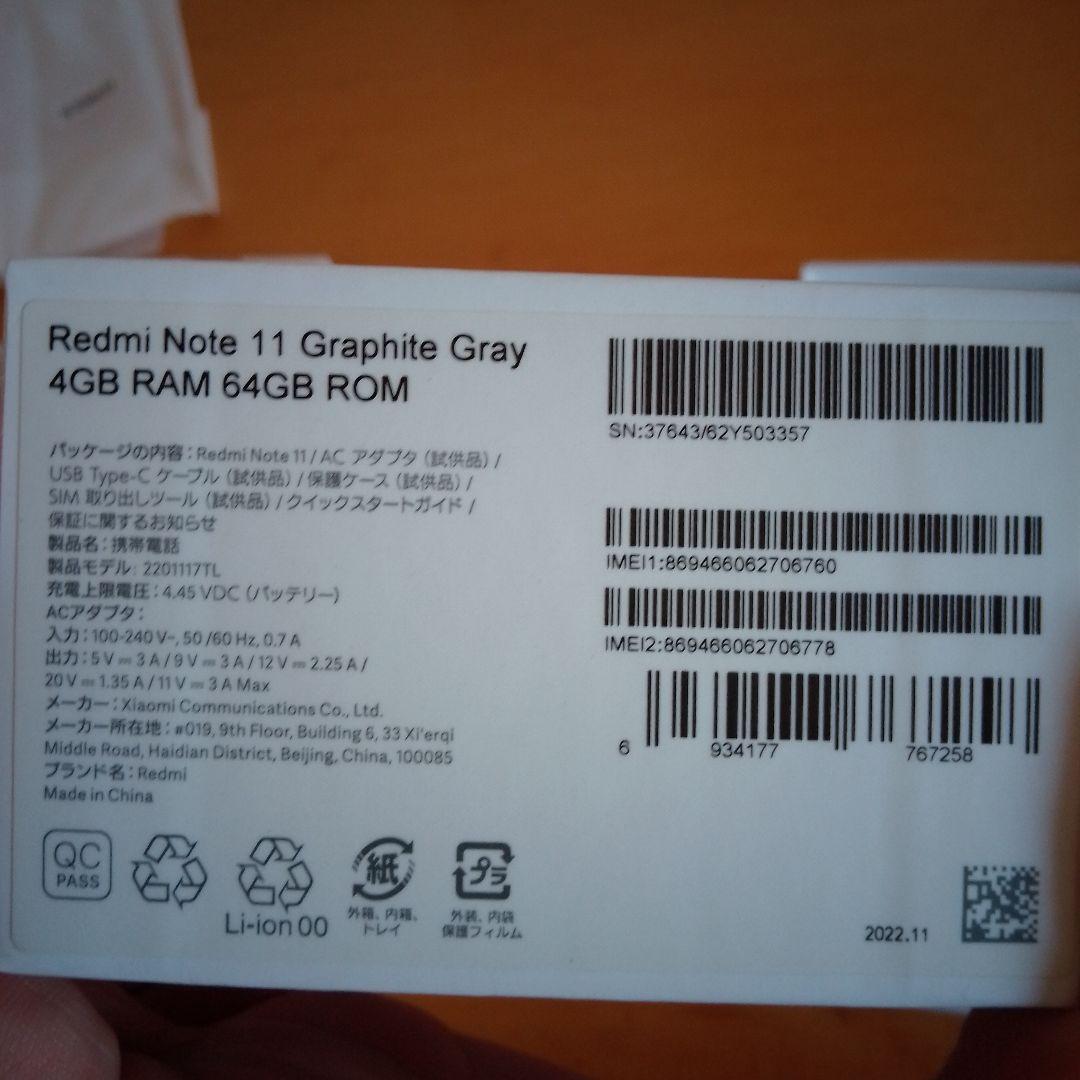 Redmi Note 11 Graphite Gray
4GB RAM 64GB ROM
パッケージの内容：Redmi Note 11 / AC アダプタ（試供品）/
USB Type-C ケーブル（試供品）/ 保護ケース（試供品）/
SIM 取り出しツール（試供品）/ クイックスタートガイド /
保証に関するお知らせ
製品名：携帯電話
製品モデル: 2201117TL
充電上限電圧：4.45 VDC（バッテリー）
ACアダプタ：
入力：100-240 V~, 50/60 Hz, 0.7 A
出力：5 V⎓3 A / 9 V⎓3 A / 12 V⎓2.25 A /
20 V⎓1.35 A / 11 V⎓3 A Max
メーカー：Xiaomi Communications Co., Ltd.
メーカー所在地：#019, 9th Floor, Building 6, 33 Xi'erqi
Middle Road, Haidian District, Beijing, China, 100085
ブランド名：Redmi
Made in China
SN:37643/62Y503357
IMEI1:869466062706760
IMEI2:869466062706778
6 934177 767258
QC
PASS
Li-ion 00
紙
外箱、内箱、
トレイ
プラ
外装、内袋
保護フィルム
2022.11